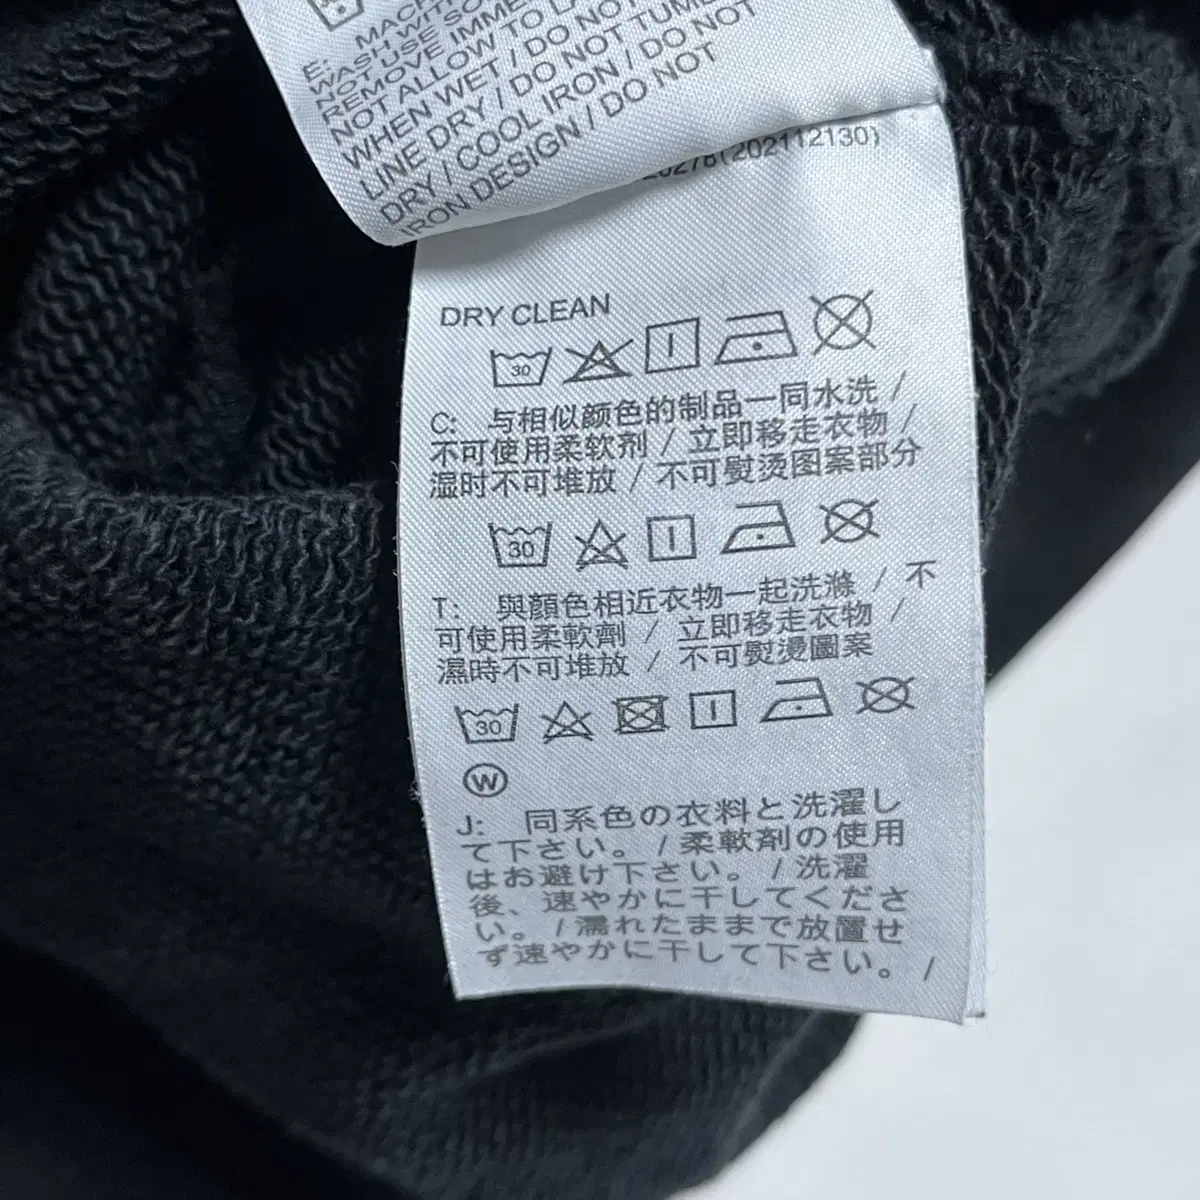 E: MACH
WASH WITH
NOT USE SO
REMOVE IMME
NOT ALLOW TO LA
WHEN WET / DO NOT
LINE DRY / DO NOT TUMB
DRY / COOL IRON / DO NOT
IRON DESIGN / DO NOT
20278(202112130)
DRY CLEAN
30
C: 与相似颜色的制品一同水洗 /
不可使用柔软剂 / 立即移走衣物 /
湿时不可堆放 / 不可熨烫图案部分
30
T: 與顏色相近衣物一起洗滌 / 不
可使用柔軟劑 / 立即移走衣物 /
濕時不可堆放 / 不可熨燙圖案
30
W
J: 同系色の衣料と洗濯し
て下さい。/ 柔軟剤の使用
はお避け下さい。/ 洗濯
後、速やかに干してくださ
い。/ 濡れたままで放置せ
ず速やかに干して下さい。/